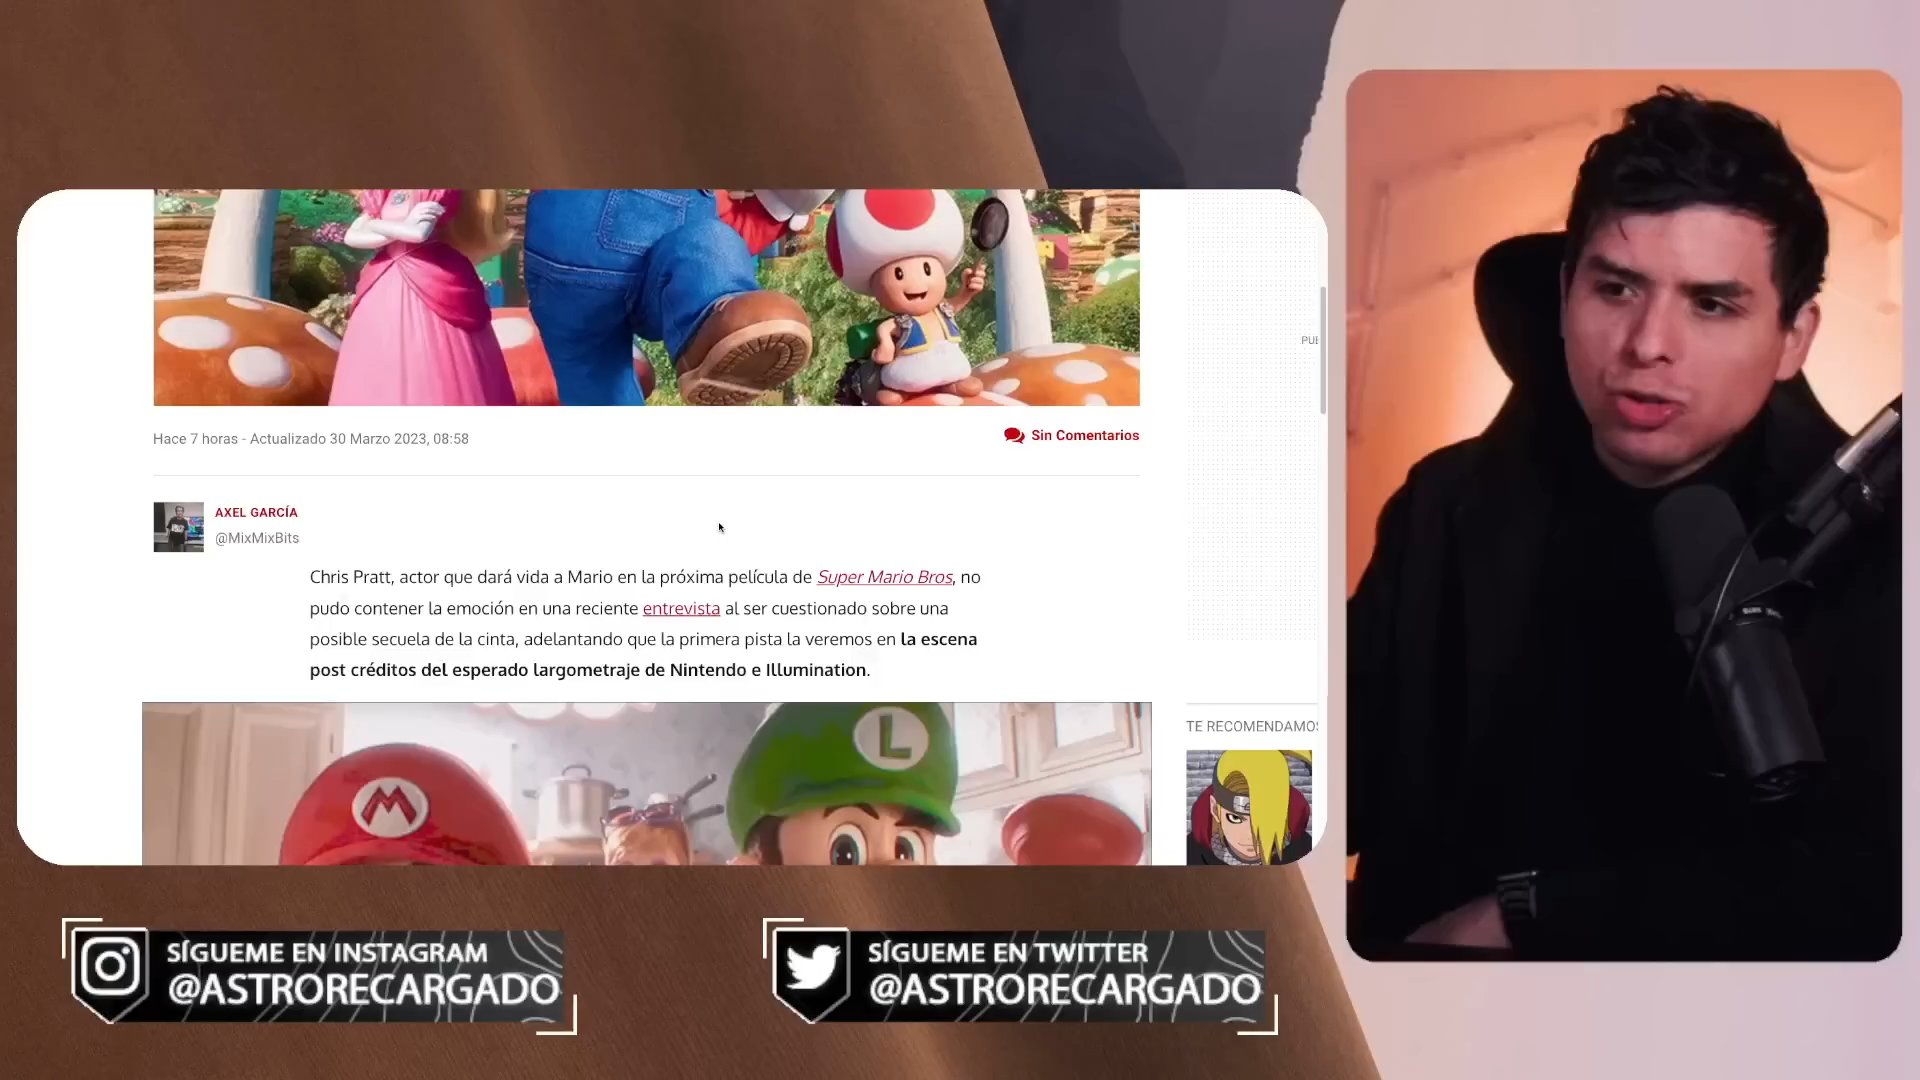 Hace 7 horas - Actualizado 30 Marzo 2023, 08:58
Sin Comentarios
AXEL GARCÍA
@MixMixBits
Chris Pratt, actor que dará vida a Mario en la próxima película de Super Mario Bros, no
pudo contener la emoción en una reciente entrevista al ser cuestionado sobre una
posible secuela de la cinta, adelantando que la primera pista la veremos en la escena
post créditos del esperado largometraje de Nintendo e Illumination.
M
L
PUB
TE RECOMENDAMOS
SÍGUEME EN INSTAGRAM
@ASTRORECARGADO
SÍGUEME EN TWITTER
@ASTRORECARGADO